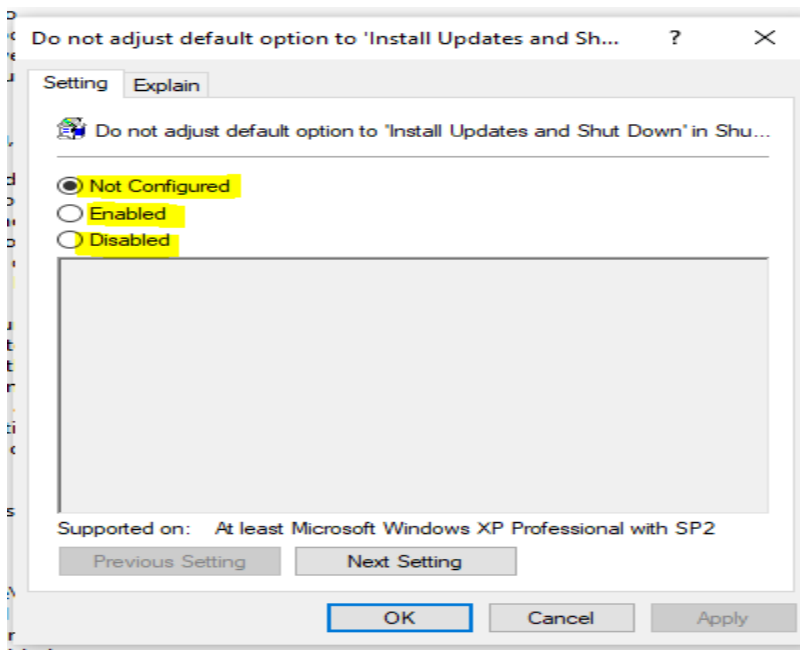 Do not adjust default option to 'Install Updates and Sh... ?
Setting Explain
Do not adjust default option to 'Install Updates and Shut Down' in Shu...
Not Configured
Enabled
Disabled
Supported on: At least Microsoft Windows XP Professional with SP2
Previous Setting Next Setting
OK Cancel Apply